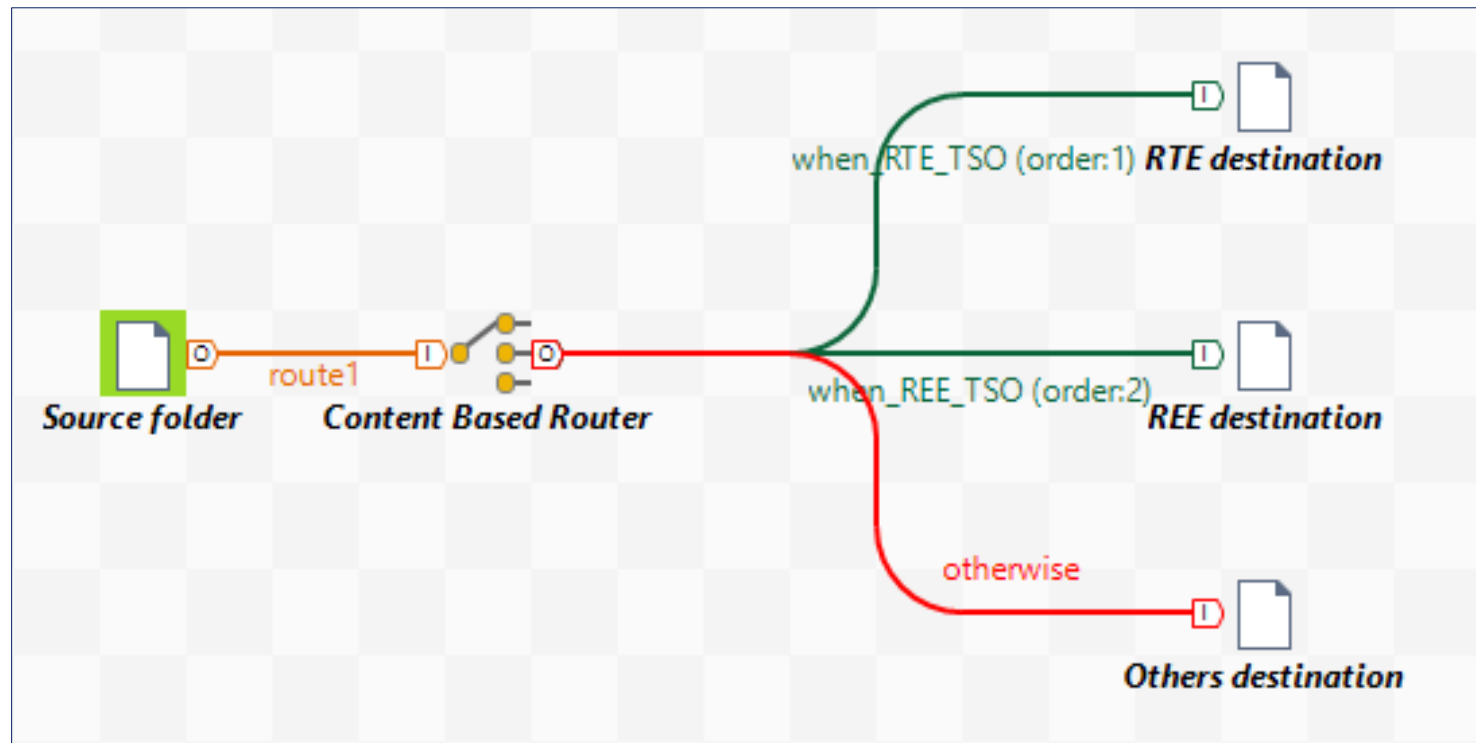 when_RTE_TSO (order:1)
I
RTE destination
O
route1
Source folder
I
O
Content Based Router
when_REE_TSO (order:2)
I
REE destination
otherwise
I
Others destination